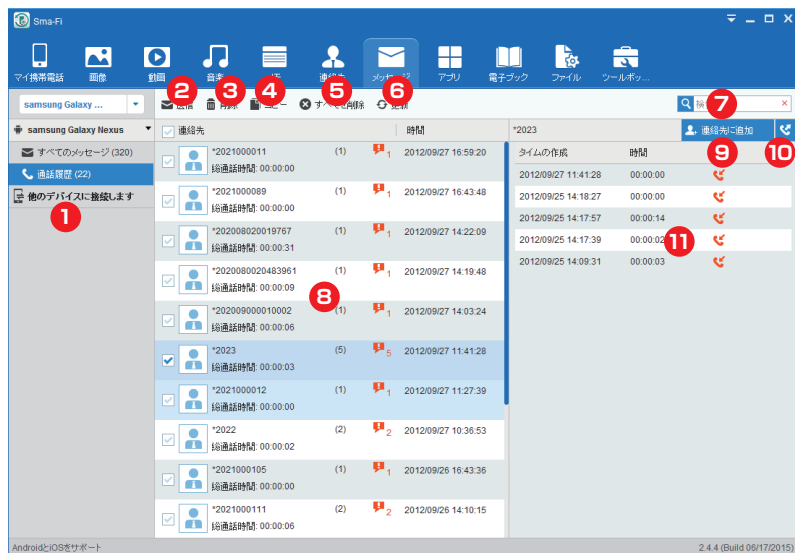 Sma-Fi
マイ携帯電話 画像 動画 音楽 連絡先 メッセージ アプリ 電子ブック ファイル ツールボッ...
samsung Galaxy ...
2 3 4 5 6 7
送信 削除 コピー すべて削除 更新
samsung Galaxy Nexus
連絡先 時間
*2023 連絡先に追加
すべてのメッセージ (320)
通話履歴 (22)
他のデバイスに接続します
1
8
9
10
11
*2021000011 (1) 1 2012/09/27 16:59:20
総通話時間: 00:00:00
*2021000089 (1) 1 2012/09/27 16:43:48
総通話時間: 00:00:00
*202008020019767 (1) 1 2012/09/27 14:22:09
総通話時間: 00:00:31
*2020080020483961 (1) 1 2012/09/27 14:19:48
総通話時間: 00:00:09
*202009000010002 (1) 1 2012/09/27 14:03:24
総通話時間: 00:00:06
*2023 (5) 5 2012/09/27 11:41:28
総通話時間: 00:00:03
*2021000012 (1) 1 2012/09/27 11:27:39
総通話時間: 00:00:00
*2022 (2) 2 2012/09/27 10:36:53
総通話時間: 00:00:02
*2021000105 (1) 1 2012/09/26 16:43:36
総通話時間: 00:00:00
*2021000111 (2) 2 2012/09/26 14:10:15
総通話時間: 00:00:06
タイムの作成 時間
2012/09/27 11:41:28 00:00:00
2012/09/25 14:18:27 00:00:00
2012/09/25 14:17:57 00:00:14
2012/09/25 14:17:39 00:00:02
2012/09/25 14:09:31 00:00:03
AndroidとiOSをサポート
2.4.4 (Build 06/17/2015)